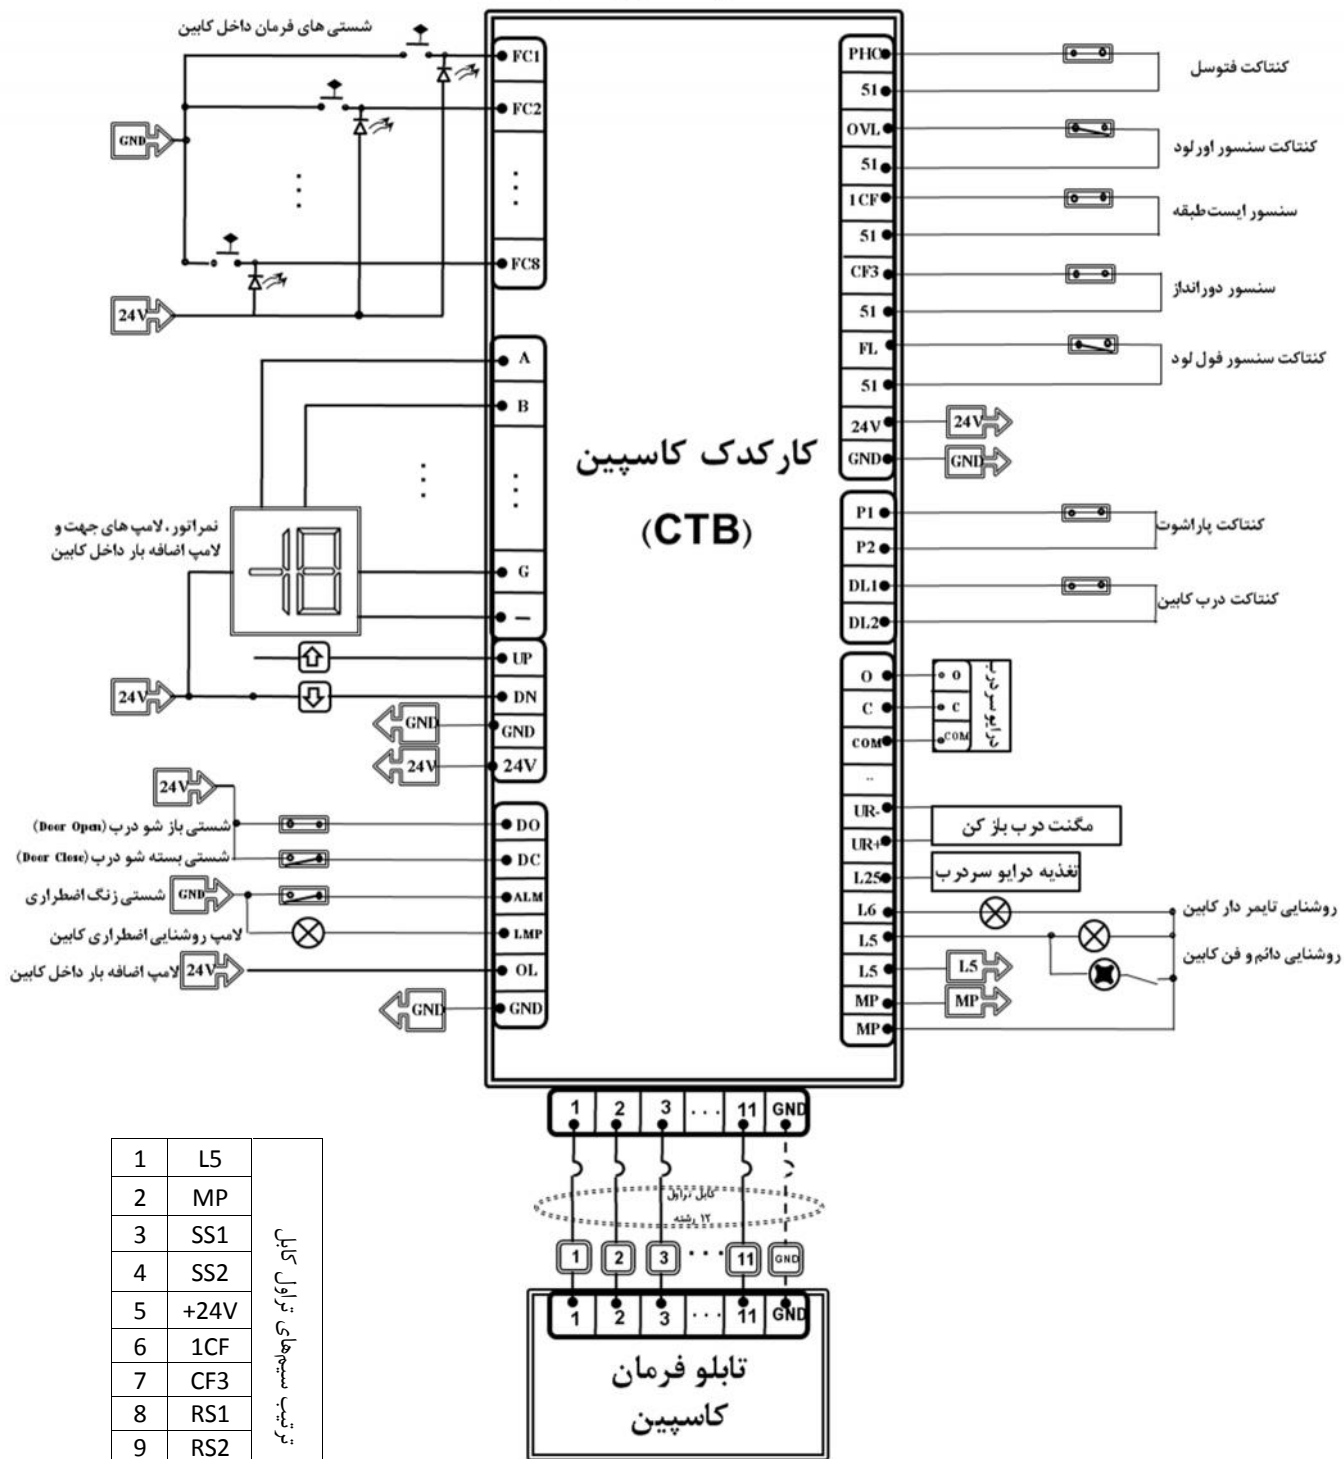 شستی های فرمان داخل کابین
FC1
FC2
GND
FC8
24V
A
B
نمراتور ، لامپ های جهت و
لامپ اضافه بار داخل کابین
G
–
UP
24V
DN
GND
GND
24V
24V
24V
شستی باز شو درب (Door Open)
DO
شستی بسته شو درب (Door Close)
DC
شستی زنگ اضطراری
GND
ALM
لامپ روشنایی اضطراری کابین
LMP
لامپ اضافه بار داخل کابین
24V
OL
GND
GND
کارکدک کاسپین
(CTB)
PHC
51
کنتاکت فتوسل
OVL
51
کنتاکت سنسور اورلود
1CF
51
سنسور ایست طبقه
CF3
51
سنسور دورانداز
FL
51
کنتاکت سنسور فول لود
24V
24V
GND
GND
P1
P2
کنتاکت پاراشوت
DL1
DL2
کنتاکت درب کابین
O
O
C
C
COM
COM
درایو سردرب
..
UR-
UR+
مگنت درب باز کن
L25
تغذیه درایو سردرب
L6
روشنایی تایمر دار کابین
L5
روشنایی دائم و فن کابین
L5
L5
MP
MP
MP
1 2 3 ... 11 GND
کابل تراول
۱۲ رشته
1 2 3 ... 11 GND
1 2 3 ... 11 GND
تابلو فرمان
کاسپین
1 L5
2 MP
3 SS1
4 SS2
5 +24V
6 1CF
7 CF3
8 RS1
9 RS2
ترتیب سیم‌های تراول کابل